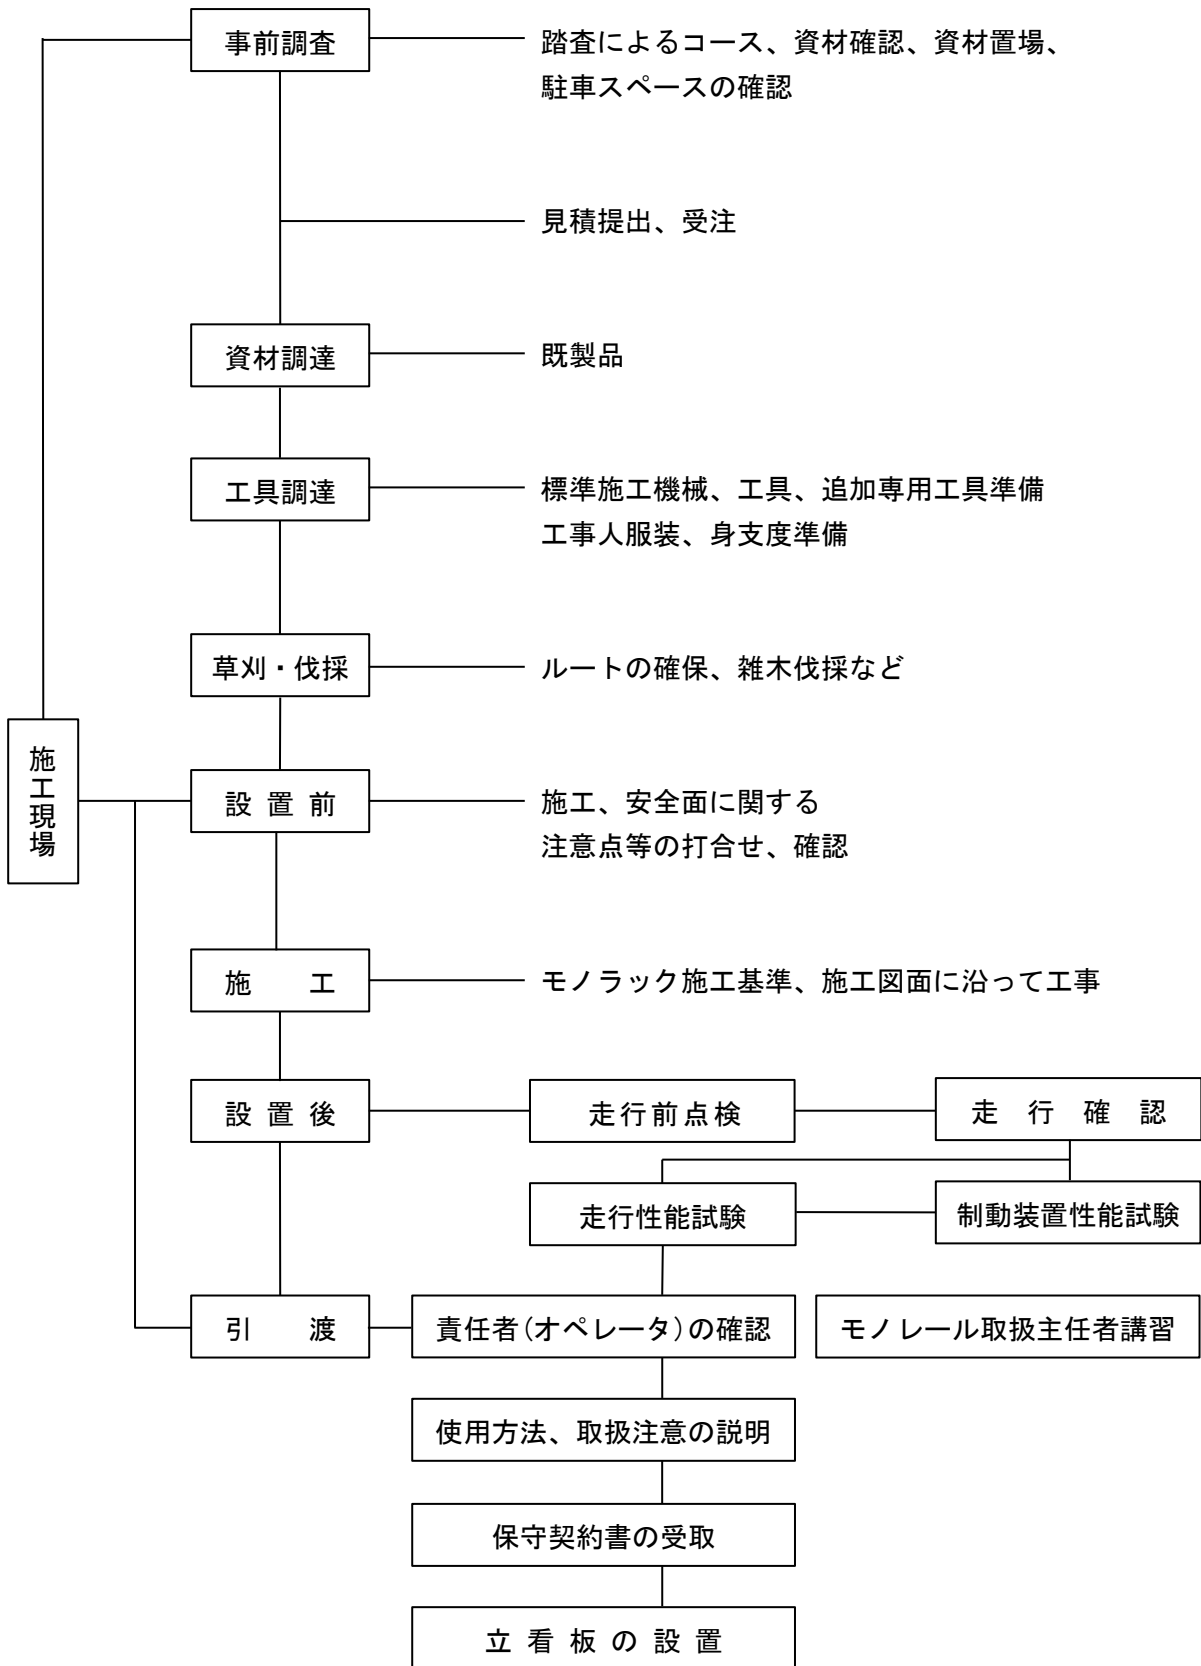 事前調査
踏査によるコース、資材確認、資材置場、
駐車スペースの確認
見積提出、受注
資材調達
既製品
工具調達
標準施工機械、工具、追加専用工具準備
工事人服装、身支度準備
草刈・伐採
ルートの確保、雑木伐採など
施工現場
設置前
施工、安全面に関する
注意点等の打合せ、確認
施　工
モノラック施工基準、施工図面に沿って工事
設置後
走行前点検
走行確認
走行性能試験
制動装置性能試験
引　渡
責任者(オペレータ)の確認
モノレール取扱主任者講習
使用方法、取扱注意の説明
保守契約書の受取
立看板の設置